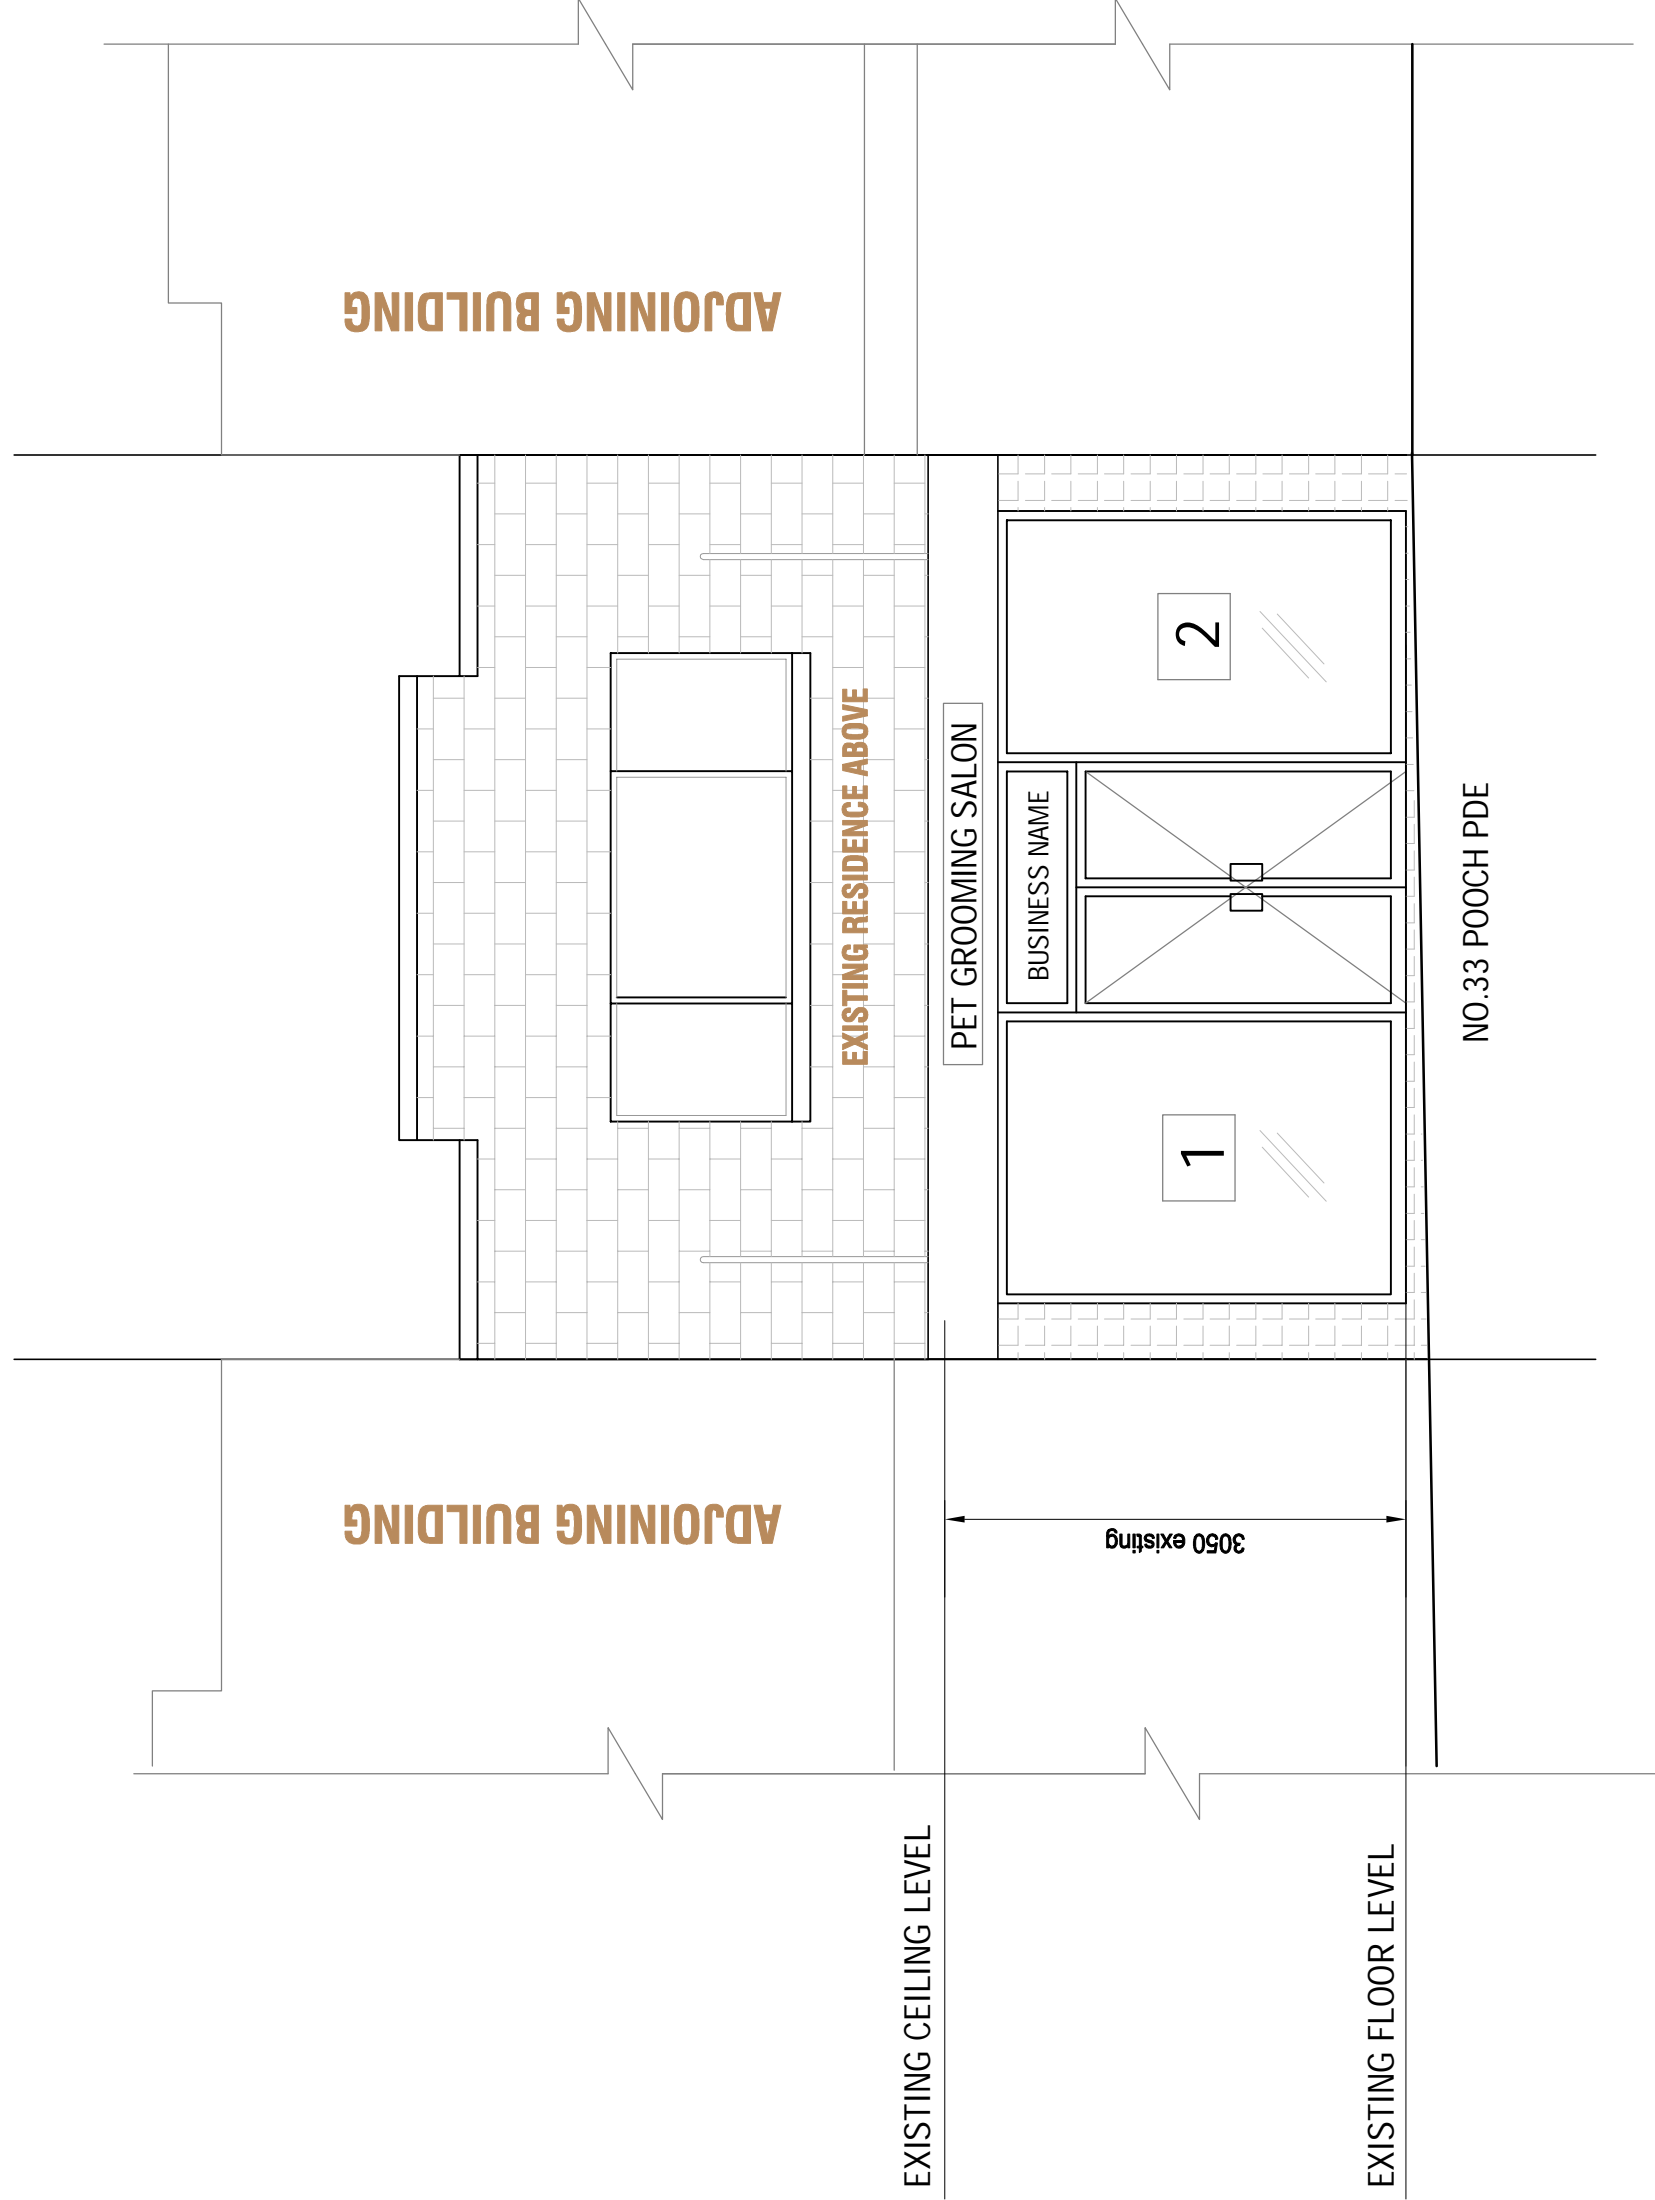 ADJOINING BUILDING
ADJOINING BUILDING
EXISTING RESIDENCE ABOVE
EXISTING CEILING LEVEL
PET GROOMING SALON
BUSINESS NAME
3050 existing
1
2
EXISTING FLOOR LEVEL
NO.33 POOCH PDE